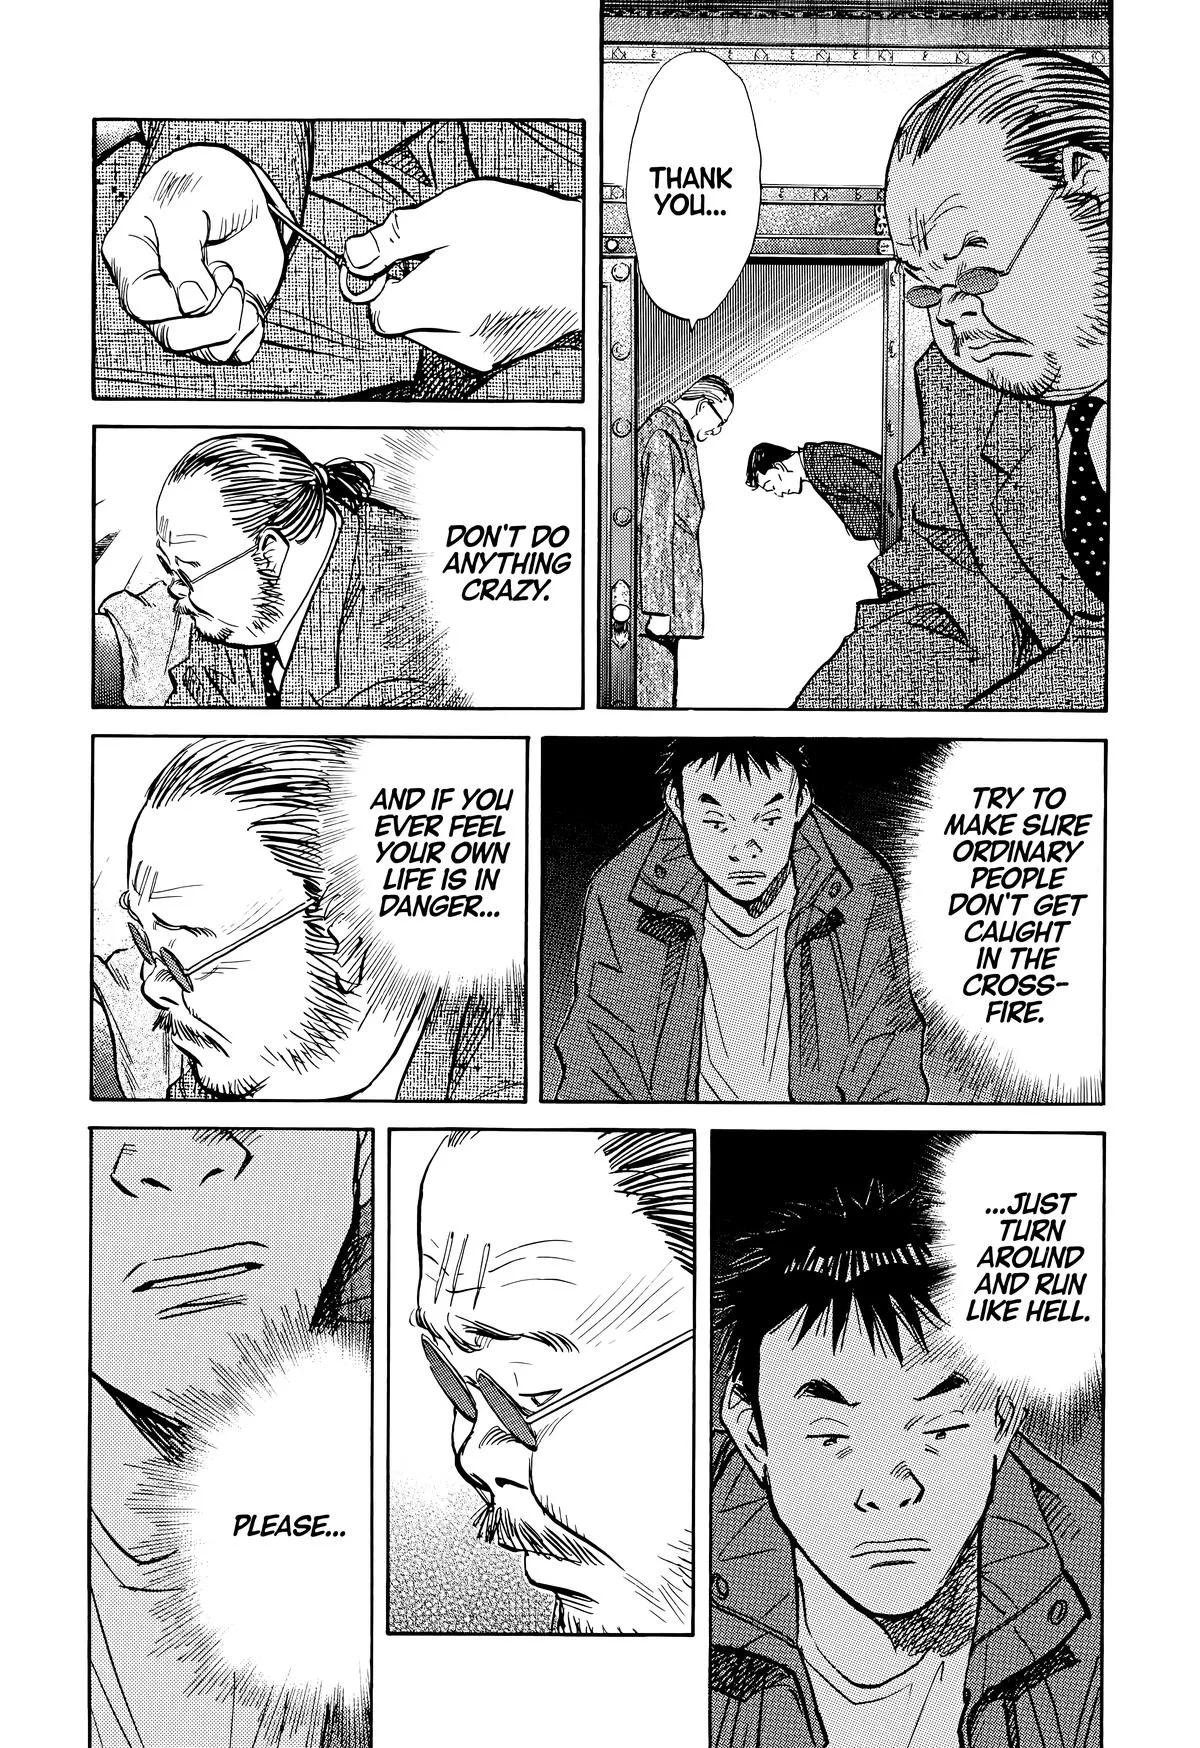 THANK
YOU...
DON'T DO
ANYTHING
CRAZY.
TRY TO
MAKE SURE
ORDINARY
PEOPLE
DON'T GET
CAUGHT
IN THE
CROSS-
FIRE.
AND IF YOU
EVER FEEL
YOUR OWN
LIFE IS IN
DANGER...
...JUST
TURN
AROUND
AND RUN
LIKE HELL.
PLEASE...